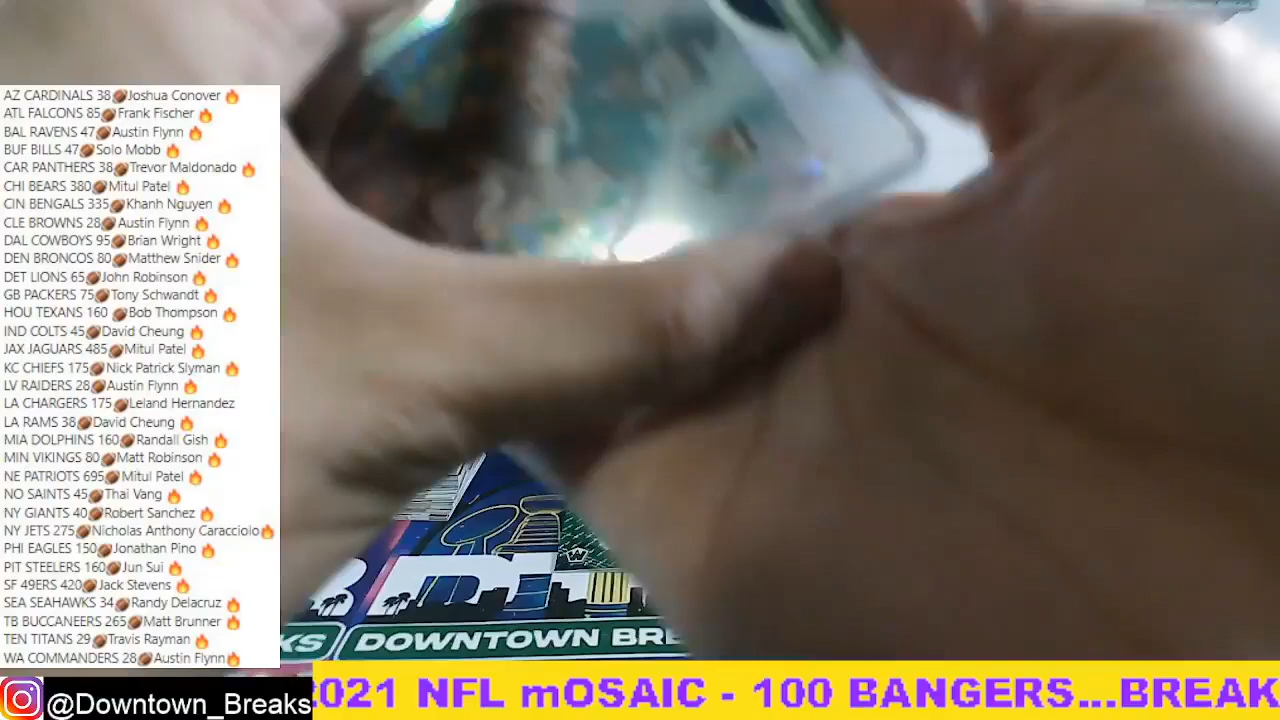 AZ CARDINALS 38🏈Joshua Conover 🔥
ATL FALCONS 85🏈Frank Fischer 🔥
BAL RAVENS 47🏈Austin Flynn 🔥
BUF BILLS 47🏈Solo Mobb 🔥
CAR PANTHERS 38🏈Trevor Maldonado 🔥
CHI BEARS 380🏈Mitul Patel 🔥
CIN BENGALS 335🏈Khanh Nguyen 🔥
CLE BROWNS 28🏈Austin Flynn 🔥
DAL COWBOYS 95🏈Brian Wright 🔥
DEN BRONCOS 80🏈Matthew Snider 🔥
DET LIONS 65🏈John Robinson 🔥
GB PACKERS 75🏈Tony Schwandt 🔥
HOU TEXANS 160 🏈Bob Thompson 🔥
IND COLTS 45🏈David Cheung 🔥
JAX JAGUARS 485🏈Mitul Patel 🔥
KC CHIEFS 175🏈Nick Patrick Slyman 🔥
LV RAIDERS 28🏈Austin Flynn 🔥
LA CHARGERS 175🏈Leland Hernandez
LA RAMS 38🏈David Cheung 🔥
MIA DOLPHINS 160🏈Randall Gish 🔥
MIN VIKINGS 80🏈Matt Robinson 🔥
NE PATRIOTS 695🏈Mitul Patel 🔥
NO SAINTS 45🏈Thai Vang 🔥
NY GIANTS 40🏈Robert Sanchez 🔥
NY JETS 275🏈Nicholas Anthony Caracciolo🔥
PHI EAGLES 150🏈Jonathan Pino 🔥
PIT STEELERS 160🏈Jun Sui 🔥
SF 49ERS 420🏈Jack Stevens 🔥
SEA SEAHAWKS 34🏈Randy Delacruz 🔥
TB BUCCANEERS 265🏈Matt Brunner 🔥
TEN TITANS 29🏈Travis Rayman 🔥
WA COMMANDERS 28🏈Austin Flynn🔥
KS DOWNTOWN BRE
@Downtown_Breaks
2021 NFL mOSAIC - 100 BANGERS...BREAK